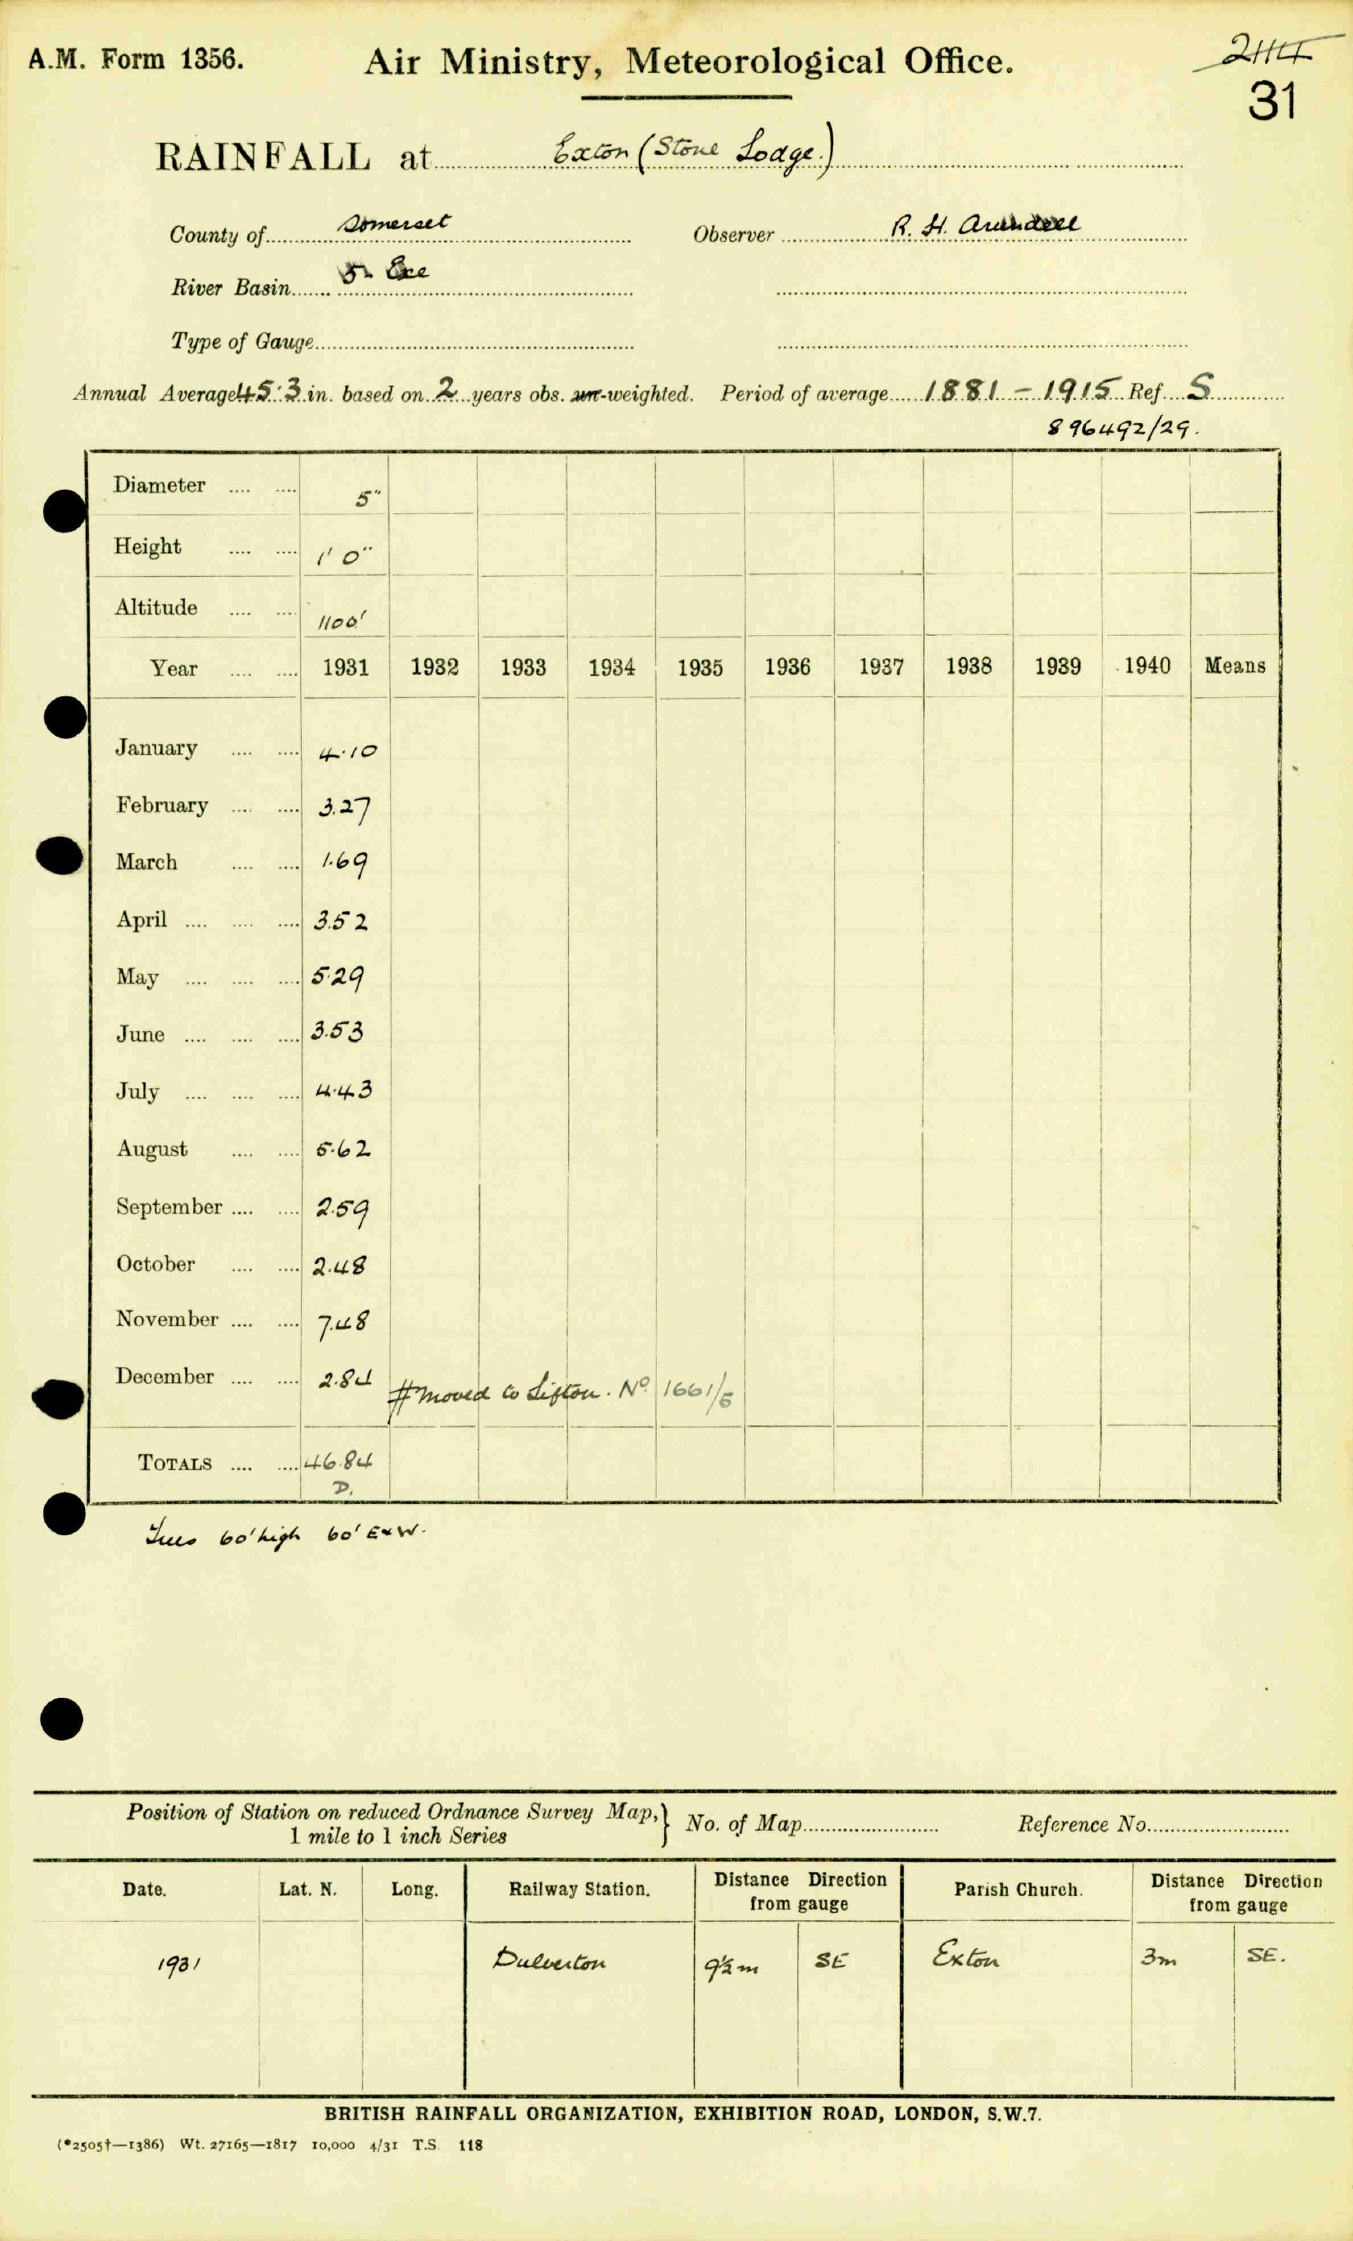 A.M. Form 1356.
Air Ministry, Meteorological Office.
2114
31
RAINFALL at Exton (Stone Lodge.)
County of Somerset Observer R. H. Arundell
River Basin Exe
Type of Gauge
Annual Average 45.3 in. based on 2 years obs. un-weighted. Period of average 1881 - 1915 Ref. S
896492/29.
Diameter 5"
Height 1' 0"
Altitude 1100'
Year 1931 1932 1933 1934 1935 1936 1937 1938 1939 1940 Means
January 4.10
February 3.27
March 1.69
April 3.52
May 5.29
June 3.53
July 4.43
August 5.62
September 2.59
October 2.48
November 7.48
December 2.84 moved to Lifton. No. 1661/5
TOTALS 46.84
D.
Trees 60' high 60' E & W.
Position of Station on reduced Ordnance Survey Map, } No. of Map Reference No.
1 mile to 1 inch Series
Date. Lat. N. Long. Railway Station. Distance Direction from gauge Parish Church. Distance Direction from gauge
1931 Dulverton 9½m SE Exton 3m SE.
BRITISH RAINFALL ORGANIZATION, EXHIBITION ROAD, LONDON, S.W.7.
(*2505†—1386) Wt. 27165—1817 10,000 4/31 T.S. 118